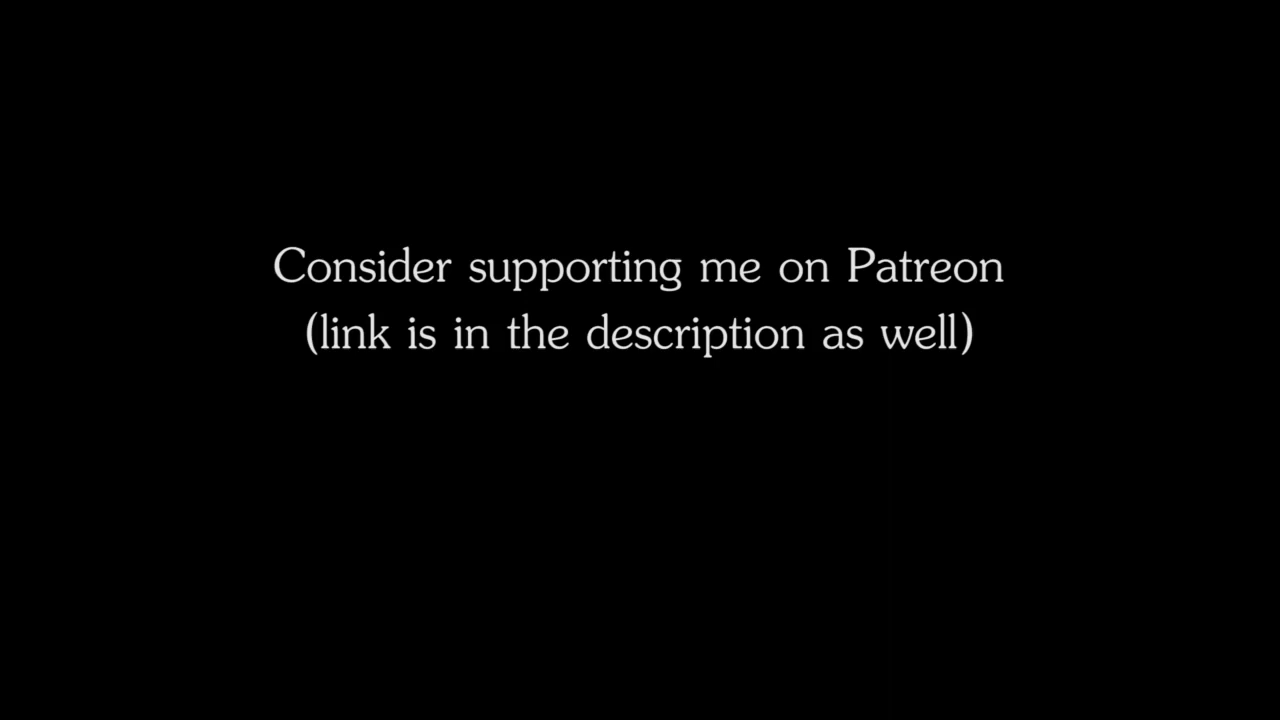 Consider supporting me on Patreon
(link is in the description as well)